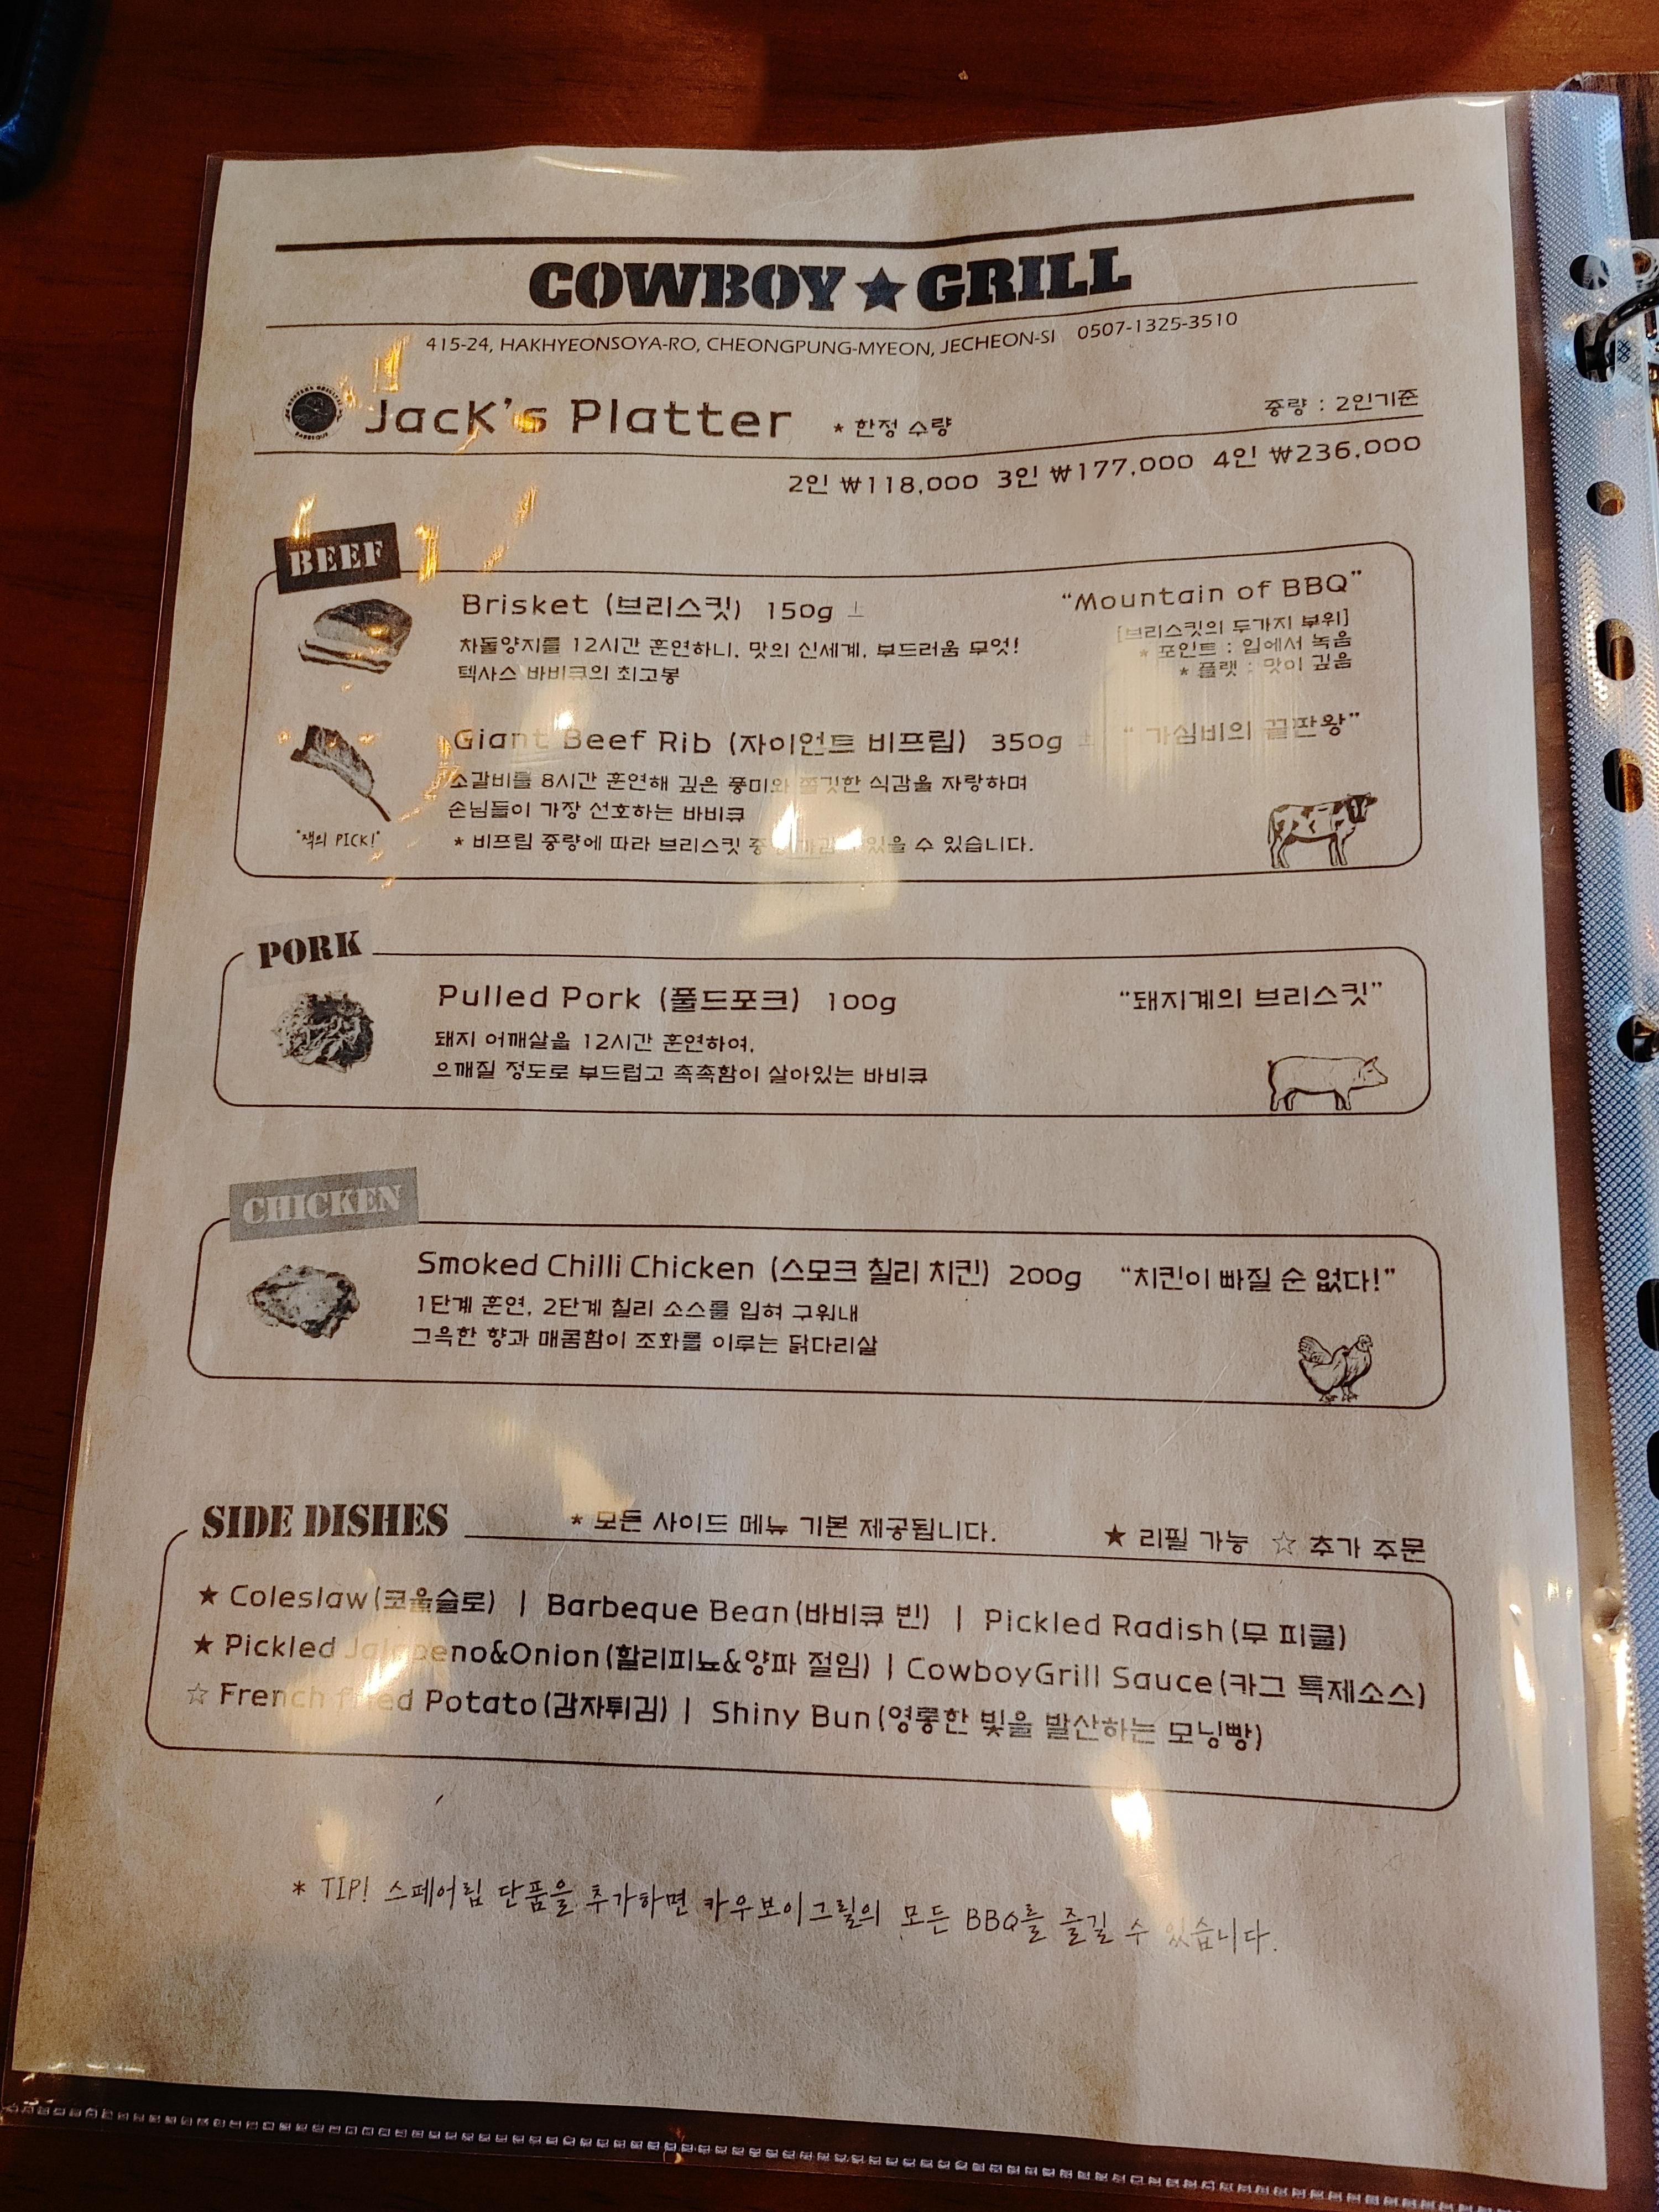 COWBOY★GRILL
415-24, HAKHYEONSOYA-RO, CHEONGPUNG-MYEON, JECHEON-SI 0507-1325-3510
JacK's Platter * 한정 수량
중량 : 2인기준
2인 ₩118,000 3인 ₩177,000 4인 ₩236,000
BEEF
Brisket (브리스킷) 150g ±
"Mountain of BBQ"
차돌양지를 12시간 훈연하니, 맛의 신세계, 부드러움 무엇!
텍사스 바비큐의 최고봉
[브리스킷의 두가지 부위]
* 포인트 : 입에서 녹음
* 플랫 : 맛이 깊음
Giant Beef Rib (자이언트 비프립) 350g ± " 가심비의 끝판왕"
소갈비를 8시간 훈연해 깊은 풍미와 쫄깃한 식감을 자랑하며
손님들이 가장 선호하는 바비큐
"잭의 PICK!"
* 비프립 중량에 따라 브리스킷 있을 수 있습니다.
PORK
Pulled Pork (풀드포크) 100g "돼지계의 브리스킷"
돼지 어깨살을 12시간 훈연하여,
으깨질 정도로 부드럽고 촉촉함이 살아있는 바비큐
CHICKEN
Smoked Chilli Chicken (스모크 칠리 치킨) 200g "치킨이 빠질 순 없다!"
1단계 훈연, 2단계 칠리 소스를 입혀 구워내
그윽한 향과 매콤함이 조화를 이루는 닭다리살
SIDE DISHES * 모든 사이드 메뉴 기본 제공됩니다. ★ 리필 가능 ☆ 추가 주문
★ Coleslaw(코울슬로) | Barbeque Bean(바비큐 빈) | Pickled Radish(무 피클)
★ Pickled Jalapeno&Onion(할리피뇨&양파 절임) | CowboyGrill Sauce(카그 특제소스)
☆ French fried Potato(감자튀김) | Shiny Bun(영롱한 빛을 발산하는 모닝빵)
* TIP! 스페어립 단품을 추가하면 카우보이그릴의 모든 BBQ를 즐길 수 있습니다.